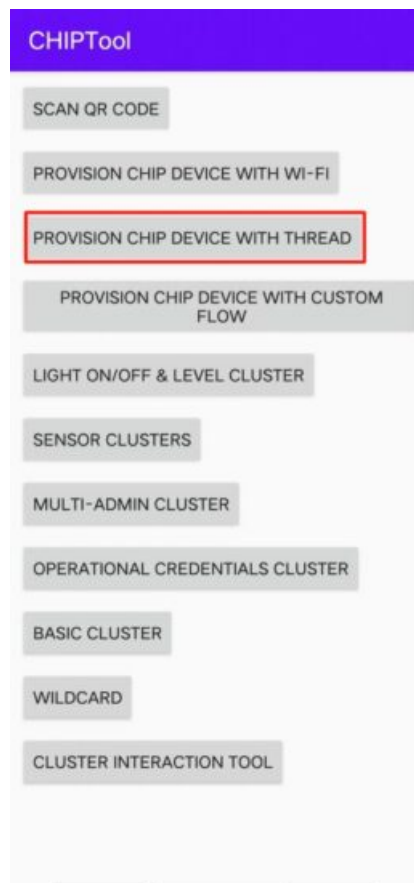 CHIPTool
SCAN QR CODE
PROVISION CHIP DEVICE WITH WI-FI
PROVISION CHIP DEVICE WITH THREAD
PROVISION CHIP DEVICE WITH CUSTOM
FLOW
LIGHT ON/OFF & LEVEL CLUSTER
SENSOR CLUSTERS
MULTI-ADMIN CLUSTER
OPERATIONAL CREDENTIALS CLUSTER
BASIC CLUSTER
WILDCARD
CLUSTER INTERACTION TOOL